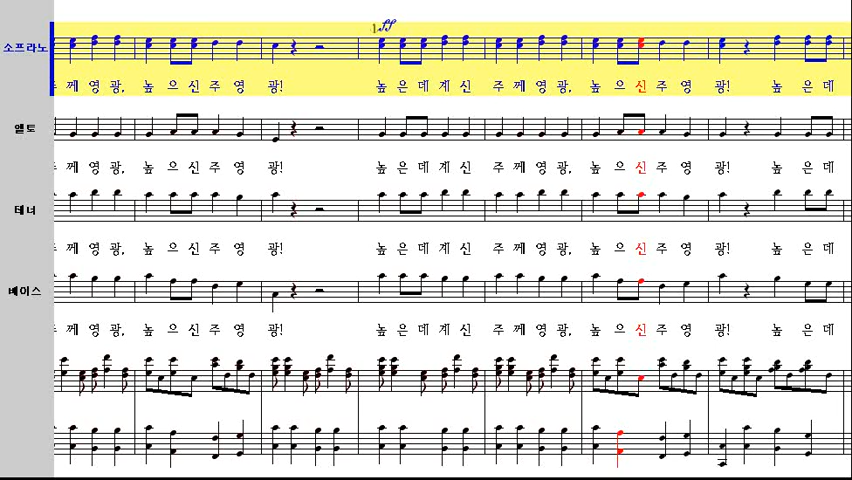 ff
소프라노
께 영 광, 높 으 신 주 영 광! 높 은 데 계 신 주 께 영 광, 높 으 신 주 영 광! 높 은 데
앨토
께 영 광, 높 으 신 주 영 광! 높 은 데 계 신 주 께 영 광, 높 으 신 주 영 광! 높 은 데
테너
께 영 광, 높 으 신 주 영 광! 높 은 데 계 신 주 께 영 광, 높 으 신 주 영 광! 높 은 데
베이스
께 영 광, 높 으 신 주 영 광! 높 은 데 계 신 주 께 영 광, 높 으 신 주 영 광! 높 은 데